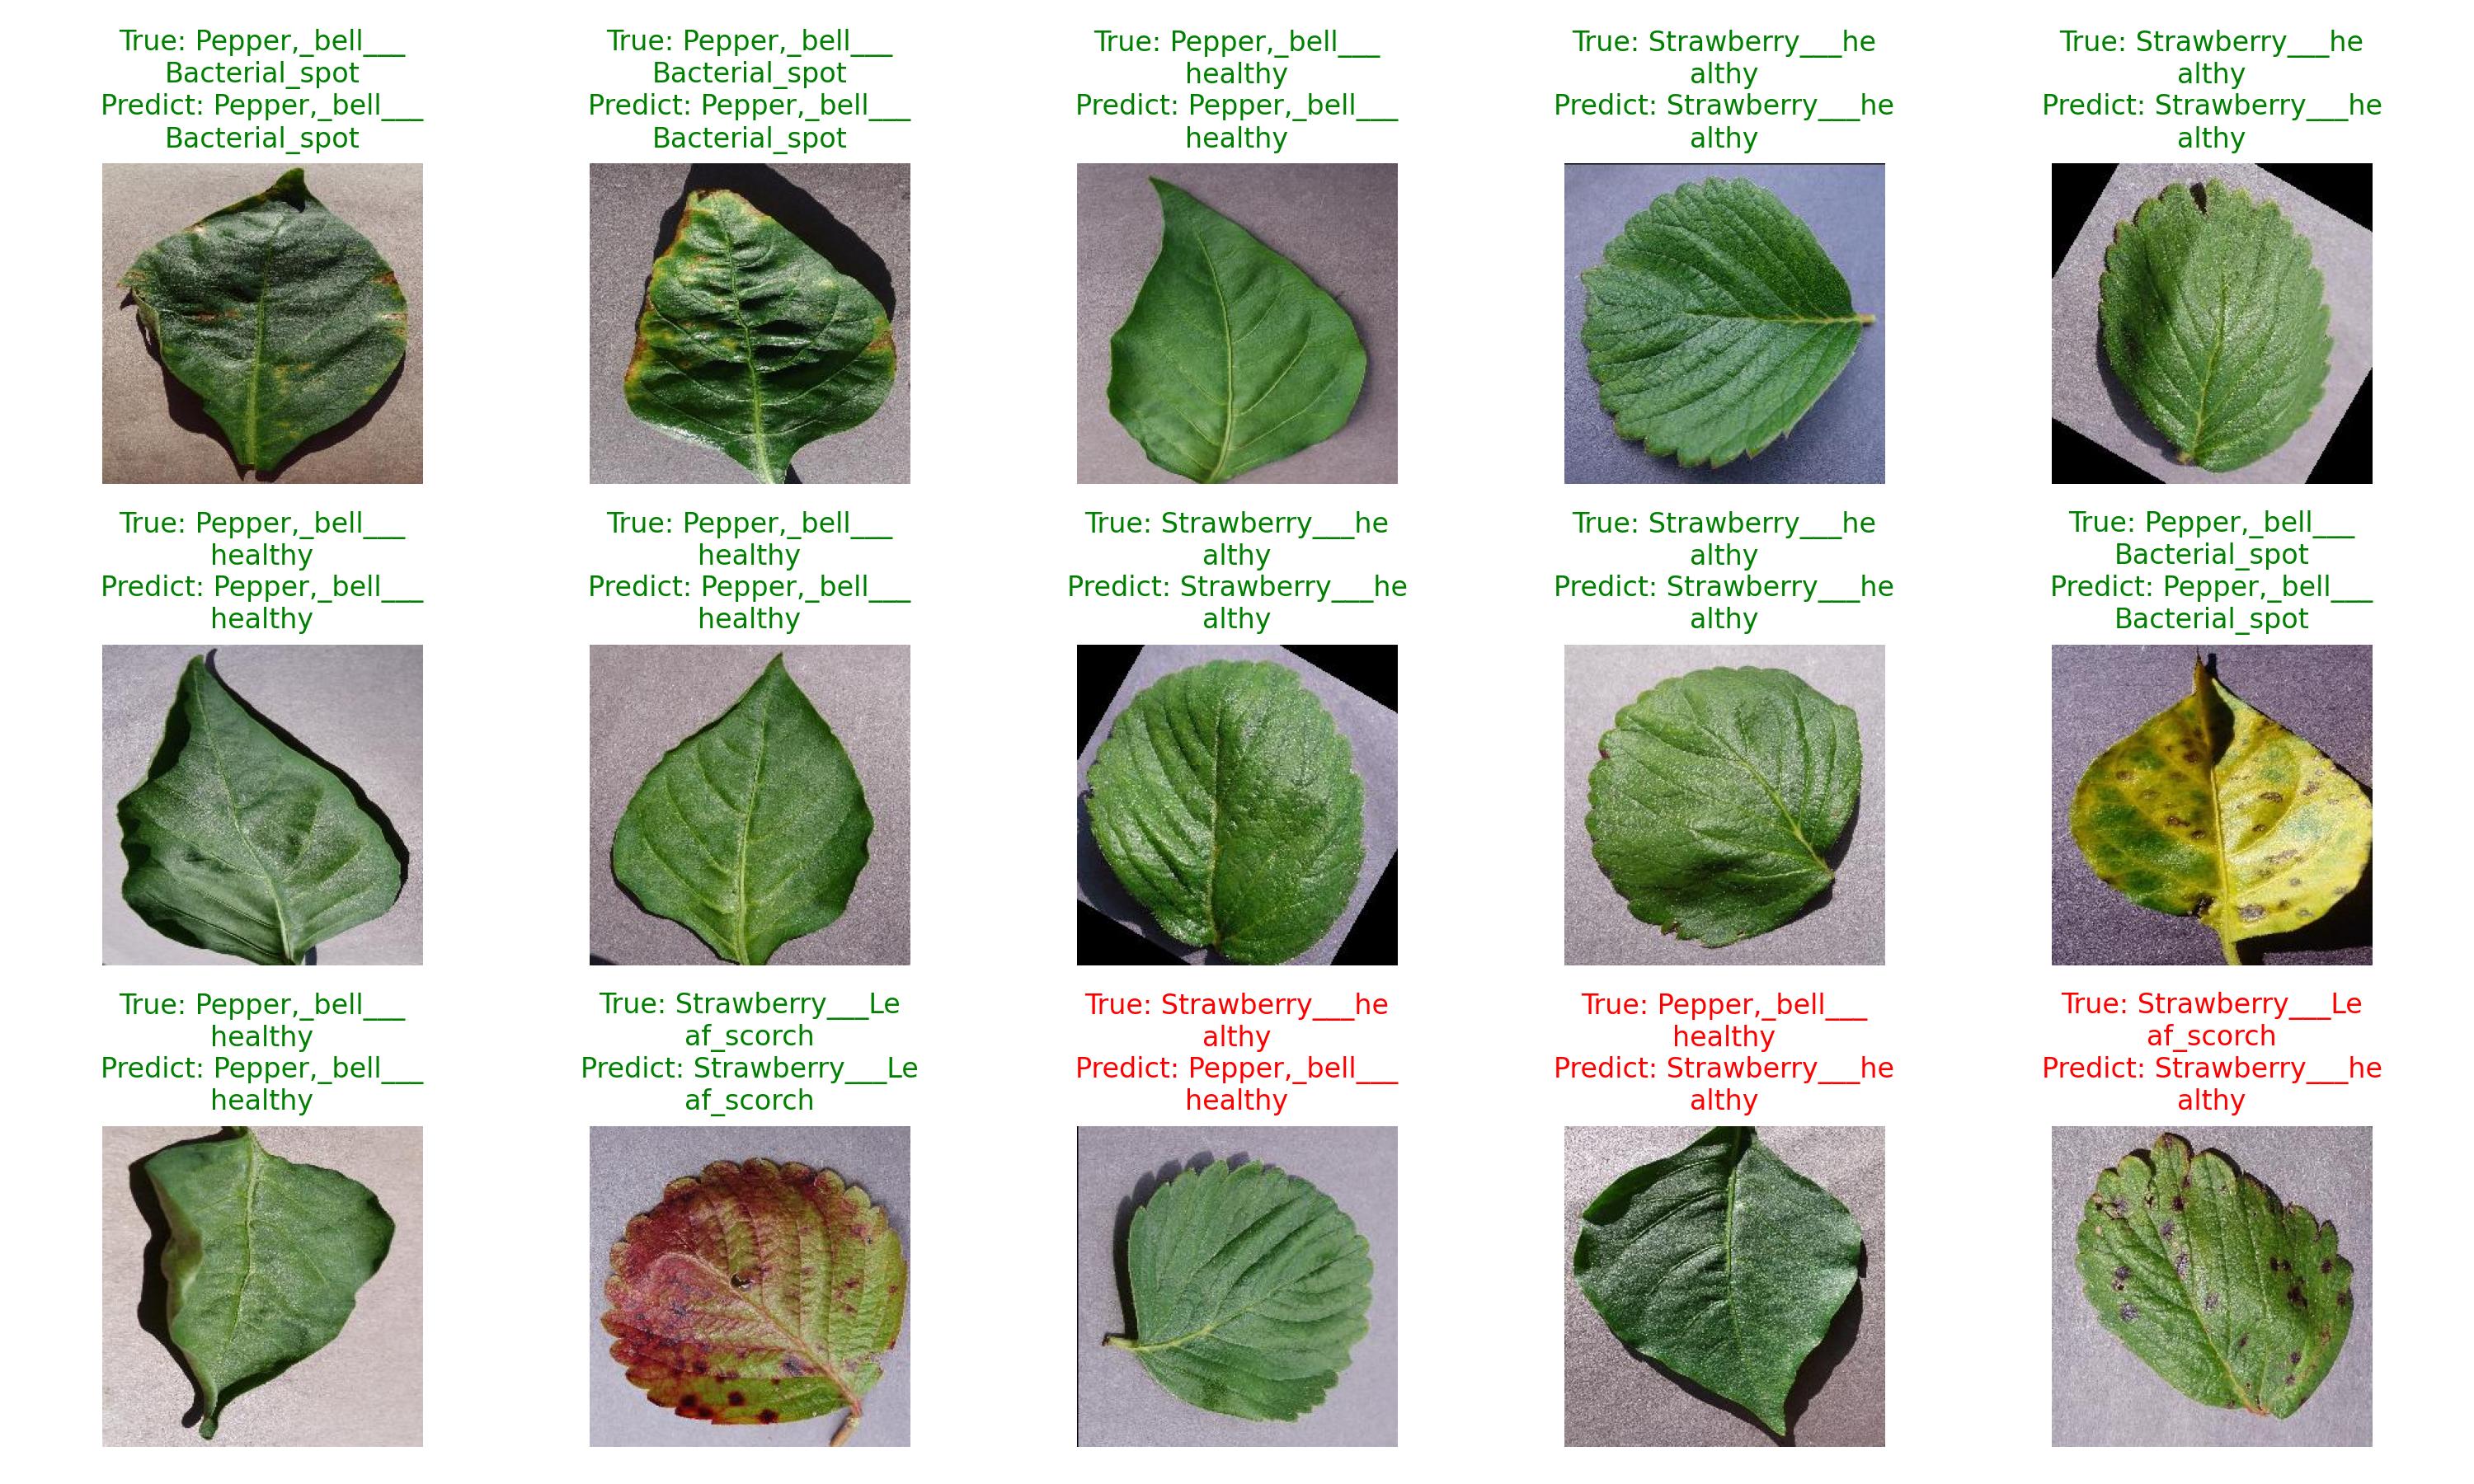 True: Pepper,_bell___
Bacterial_spot
Predict: Pepper,_bell___
Bacterial_spot
True: Pepper,_bell___
Bacterial_spot
Predict: Pepper,_bell___
Bacterial_spot
True: Pepper,_bell___
healthy
Predict: Pepper,_bell___
healthy
True: Strawberry___he
althy
Predict: Strawberry___he
althy
True: Strawberry___he
althy
Predict: Strawberry___he
althy
True: Pepper,_bell___
healthy
Predict: Pepper,_bell___
healthy
True: Pepper,_bell___
healthy
Predict: Pepper,_bell___
healthy
True: Strawberry___he
althy
Predict: Strawberry___he
althy
True: Strawberry___he
althy
Predict: Strawberry___he
althy
True: Pepper,_bell___
Bacterial_spot
Predict: Pepper,_bell___
Bacterial_spot
True: Pepper,_bell___
healthy
Predict: Pepper,_bell___
healthy
True: Strawberry___Le
af_scorch
Predict: Strawberry___Le
af_scorch
True: Strawberry___he
althy
Predict: Pepper,_bell___
healthy
True: Pepper,_bell___
healthy
Predict: Strawberry___he
althy
True: Strawberry___Le
af_scorch
Predict: Strawberry___he
althy